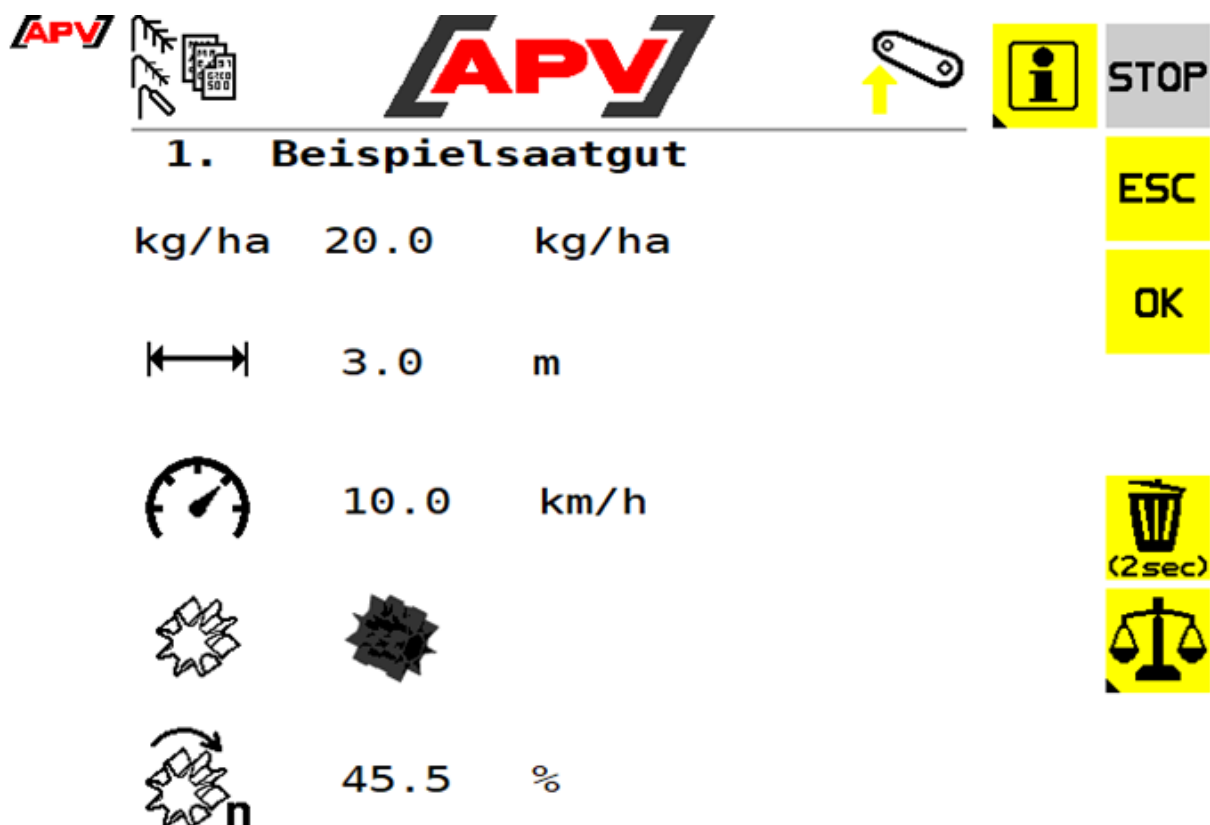 APV
APV
STOP
1. Beispielsaatgut
ESC
kg/ha 20.0 kg/ha
OK
3.0 m
10.0 km/h
(2sec)
45.5 %
n